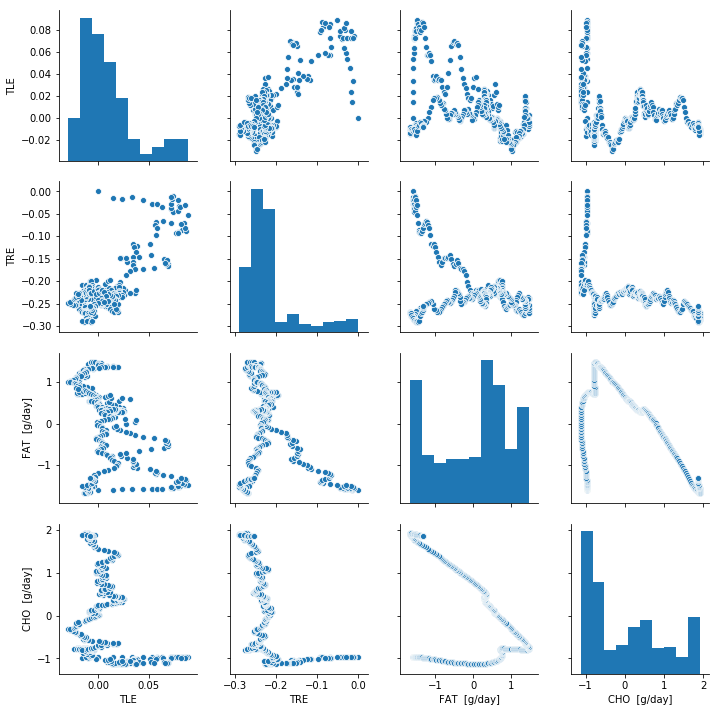 0.08
0.06
0.04
0.02
0.00
−0.02
TLE
0.00
−0.05
−0.10
−0.15
−0.20
−0.25
−0.30
TRE
1
0
−1
FAT  [g/day]
2
1
0
−1
CHO  [g/day]
0.00 0.05
TLE
−0.3 −0.2 −0.1 0.0
TRE
−1 0 1
FAT  [g/day]
−1 0 1 2
CHO  [g/day]